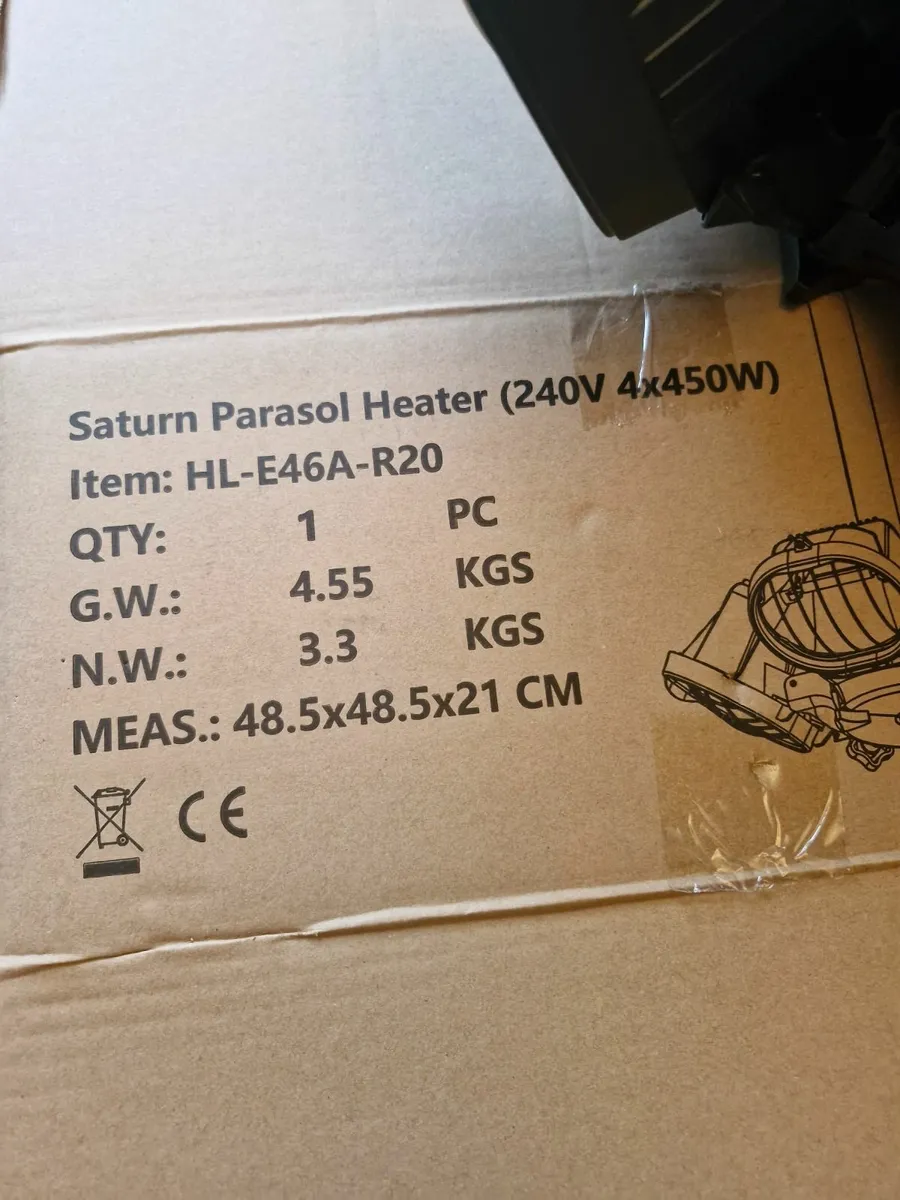 Saturn Parasol Heater (240V 4x450W)
Item: HL-E46A-R20
QTY: 1 PC
G.W.: 4.55 KGS
N.W.: 3.3 KGS
MEAS.: 48.5x48.5x21 CM
CE